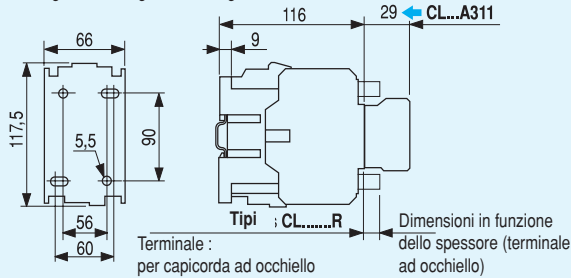 116
29 CL...A311
66
9
117,5
5,5
90
56
60
Tipi : CL......R
Terminale :
per capicorda ad occhiello
Dimensioni in funzione
dello spessore (terminale
ad occhiello)